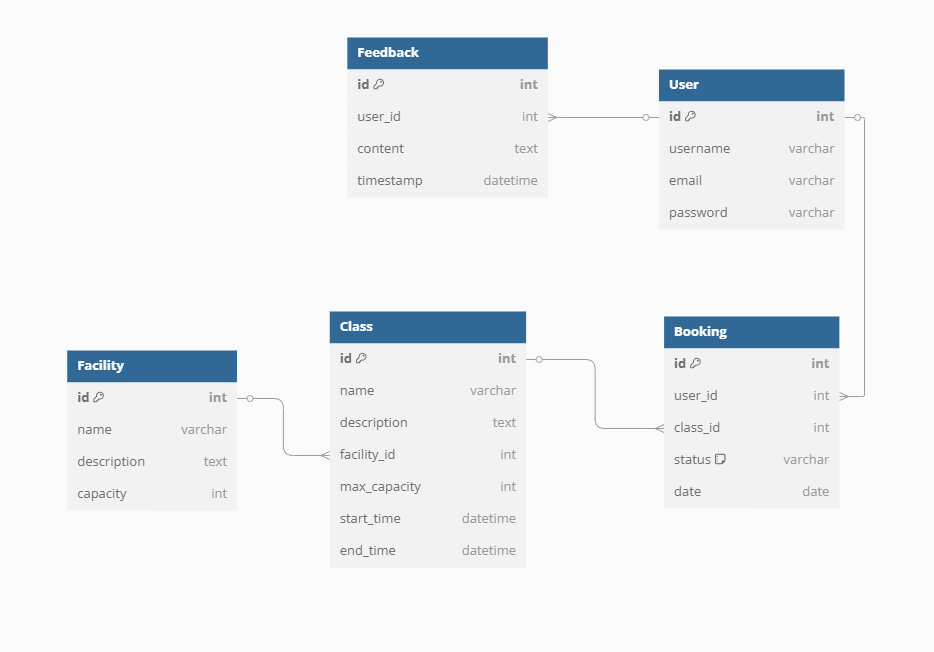 Feedback
id int
user_id int
content text
timestamp datetime
User
id int
username varchar
email varchar
password varchar
Facility
id int
name varchar
description text
capacity int
Class
id int
name varchar
description text
facility_id int
max_capacity int
start_time datetime
end_time datetime
Booking
id int
user_id int
class_id int
status varchar
date date